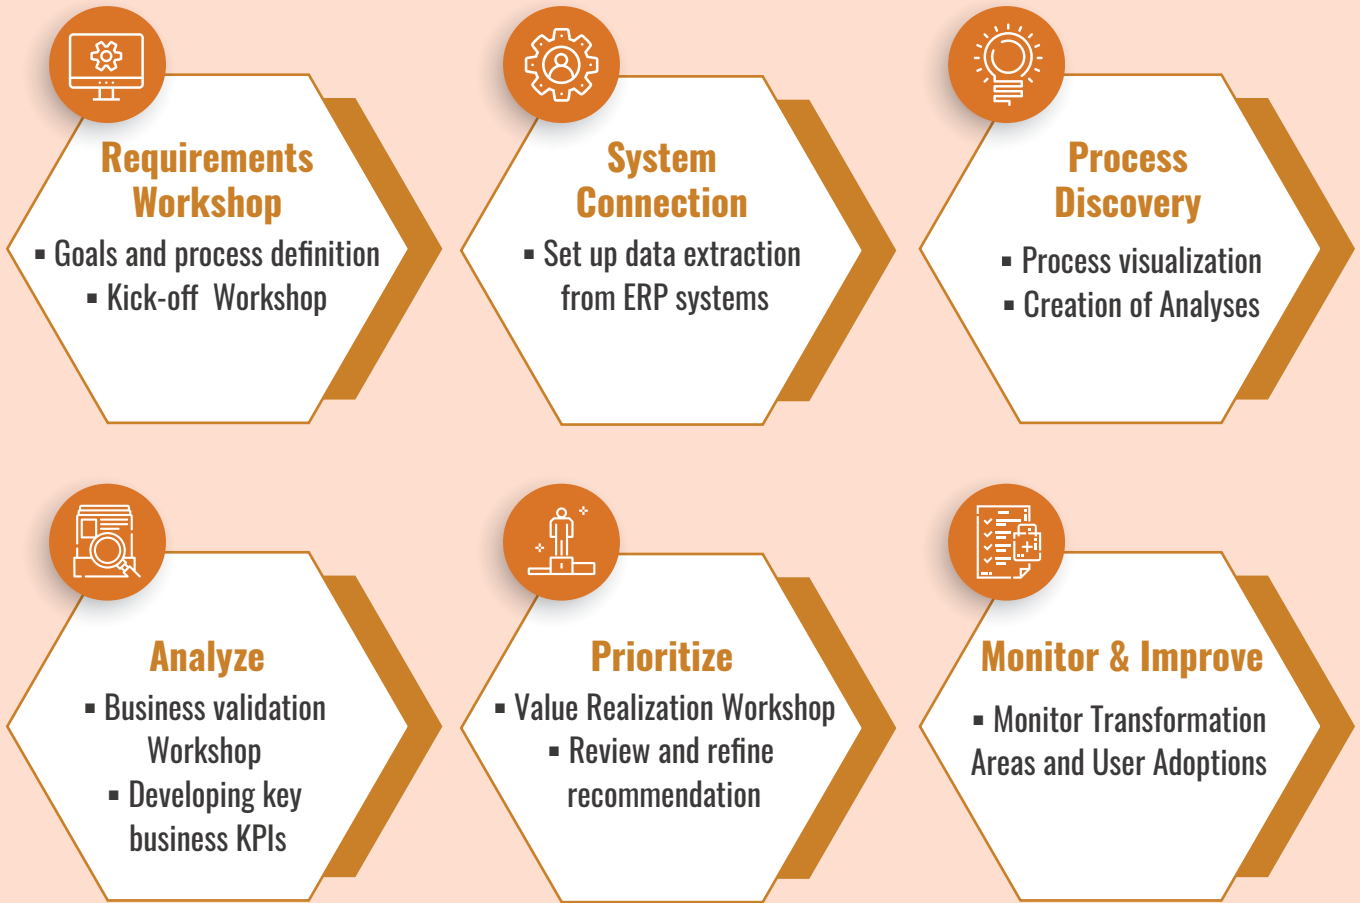 Requirements
Workshop
▪ Goals and process definition
▪ Kick-off  Workshop
System
Connection
▪ Set up data extraction
from ERP systems
Process
Discovery
▪ Process visualization
▪ Creation of Analyses
Analyze
▪ Business validation
Workshop
▪ Developing key
business KPIs
Prioritize
▪ Value Realization Workshop
▪ Review and refine
recommendation
Monitor & Improve
▪ Monitor Transformation
Areas and User Adoptions